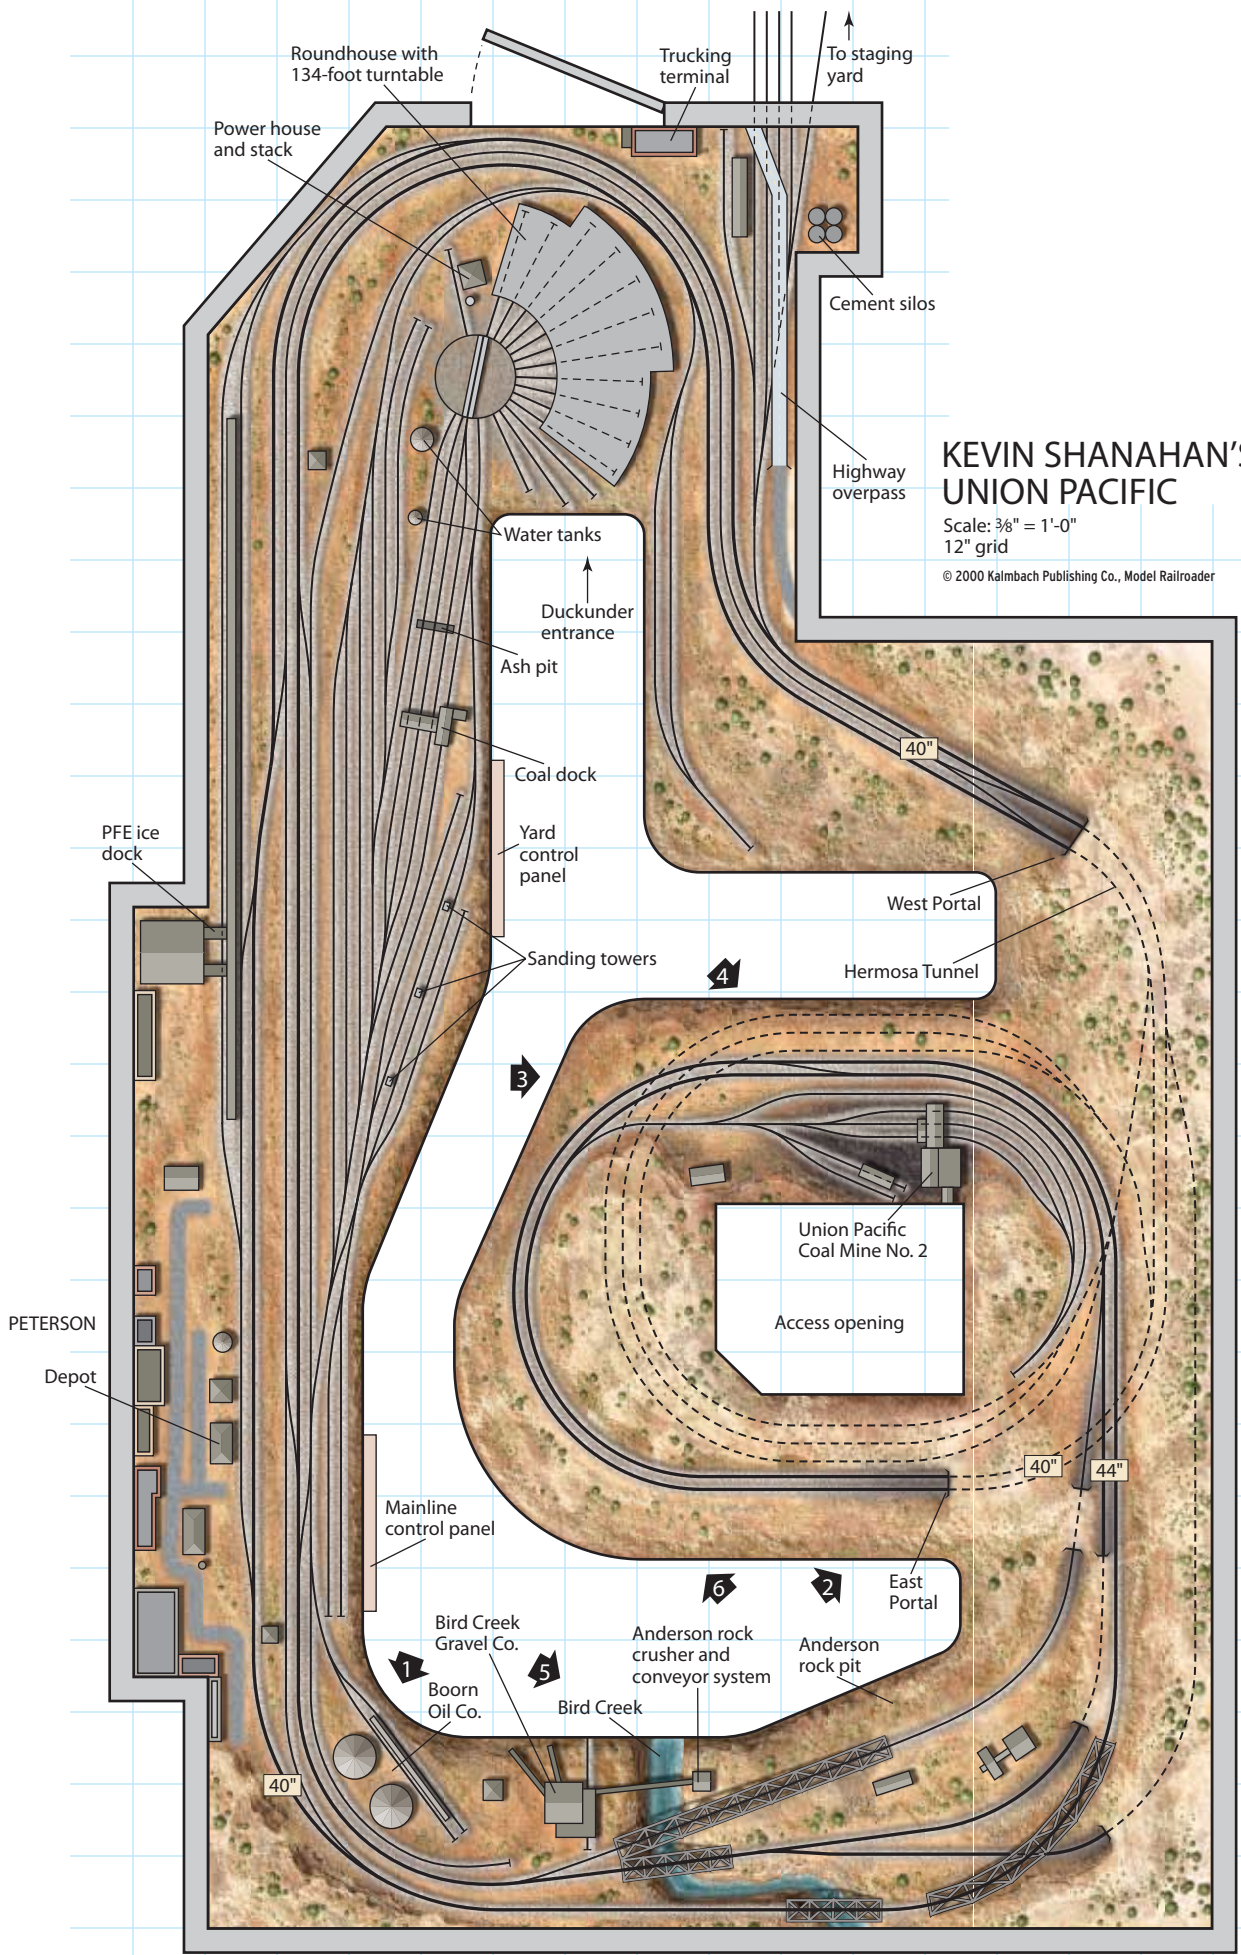 Roundhouse with
134-foot turntable
Trucking
terminal
To staging
yard
Power house
and stack
Cement silos
Highway
overpass
KEVIN SHANAHAN'S
UNION PACIFIC
Scale: ⅜" = 1'-0"
12" grid
© 2000 Kalmbach Publishing Co., Model Railroader
Water tanks
Duckunder
entrance
Ash pit
40"
Coal dock
PFE ice
dock
Yard
control
panel
West Portal
Sanding towers
Hermosa Tunnel
4
3
Union Pacific
Coal Mine No. 2
PETERSON
Access opening
Depot
40"
44"
Mainline
control panel
East
Portal
6
2
Bird Creek
Gravel Co.
Anderson rock
crusher and
conveyor system
Anderson
rock pit
1
5
Boorn
Oil Co.
Bird Creek
40"